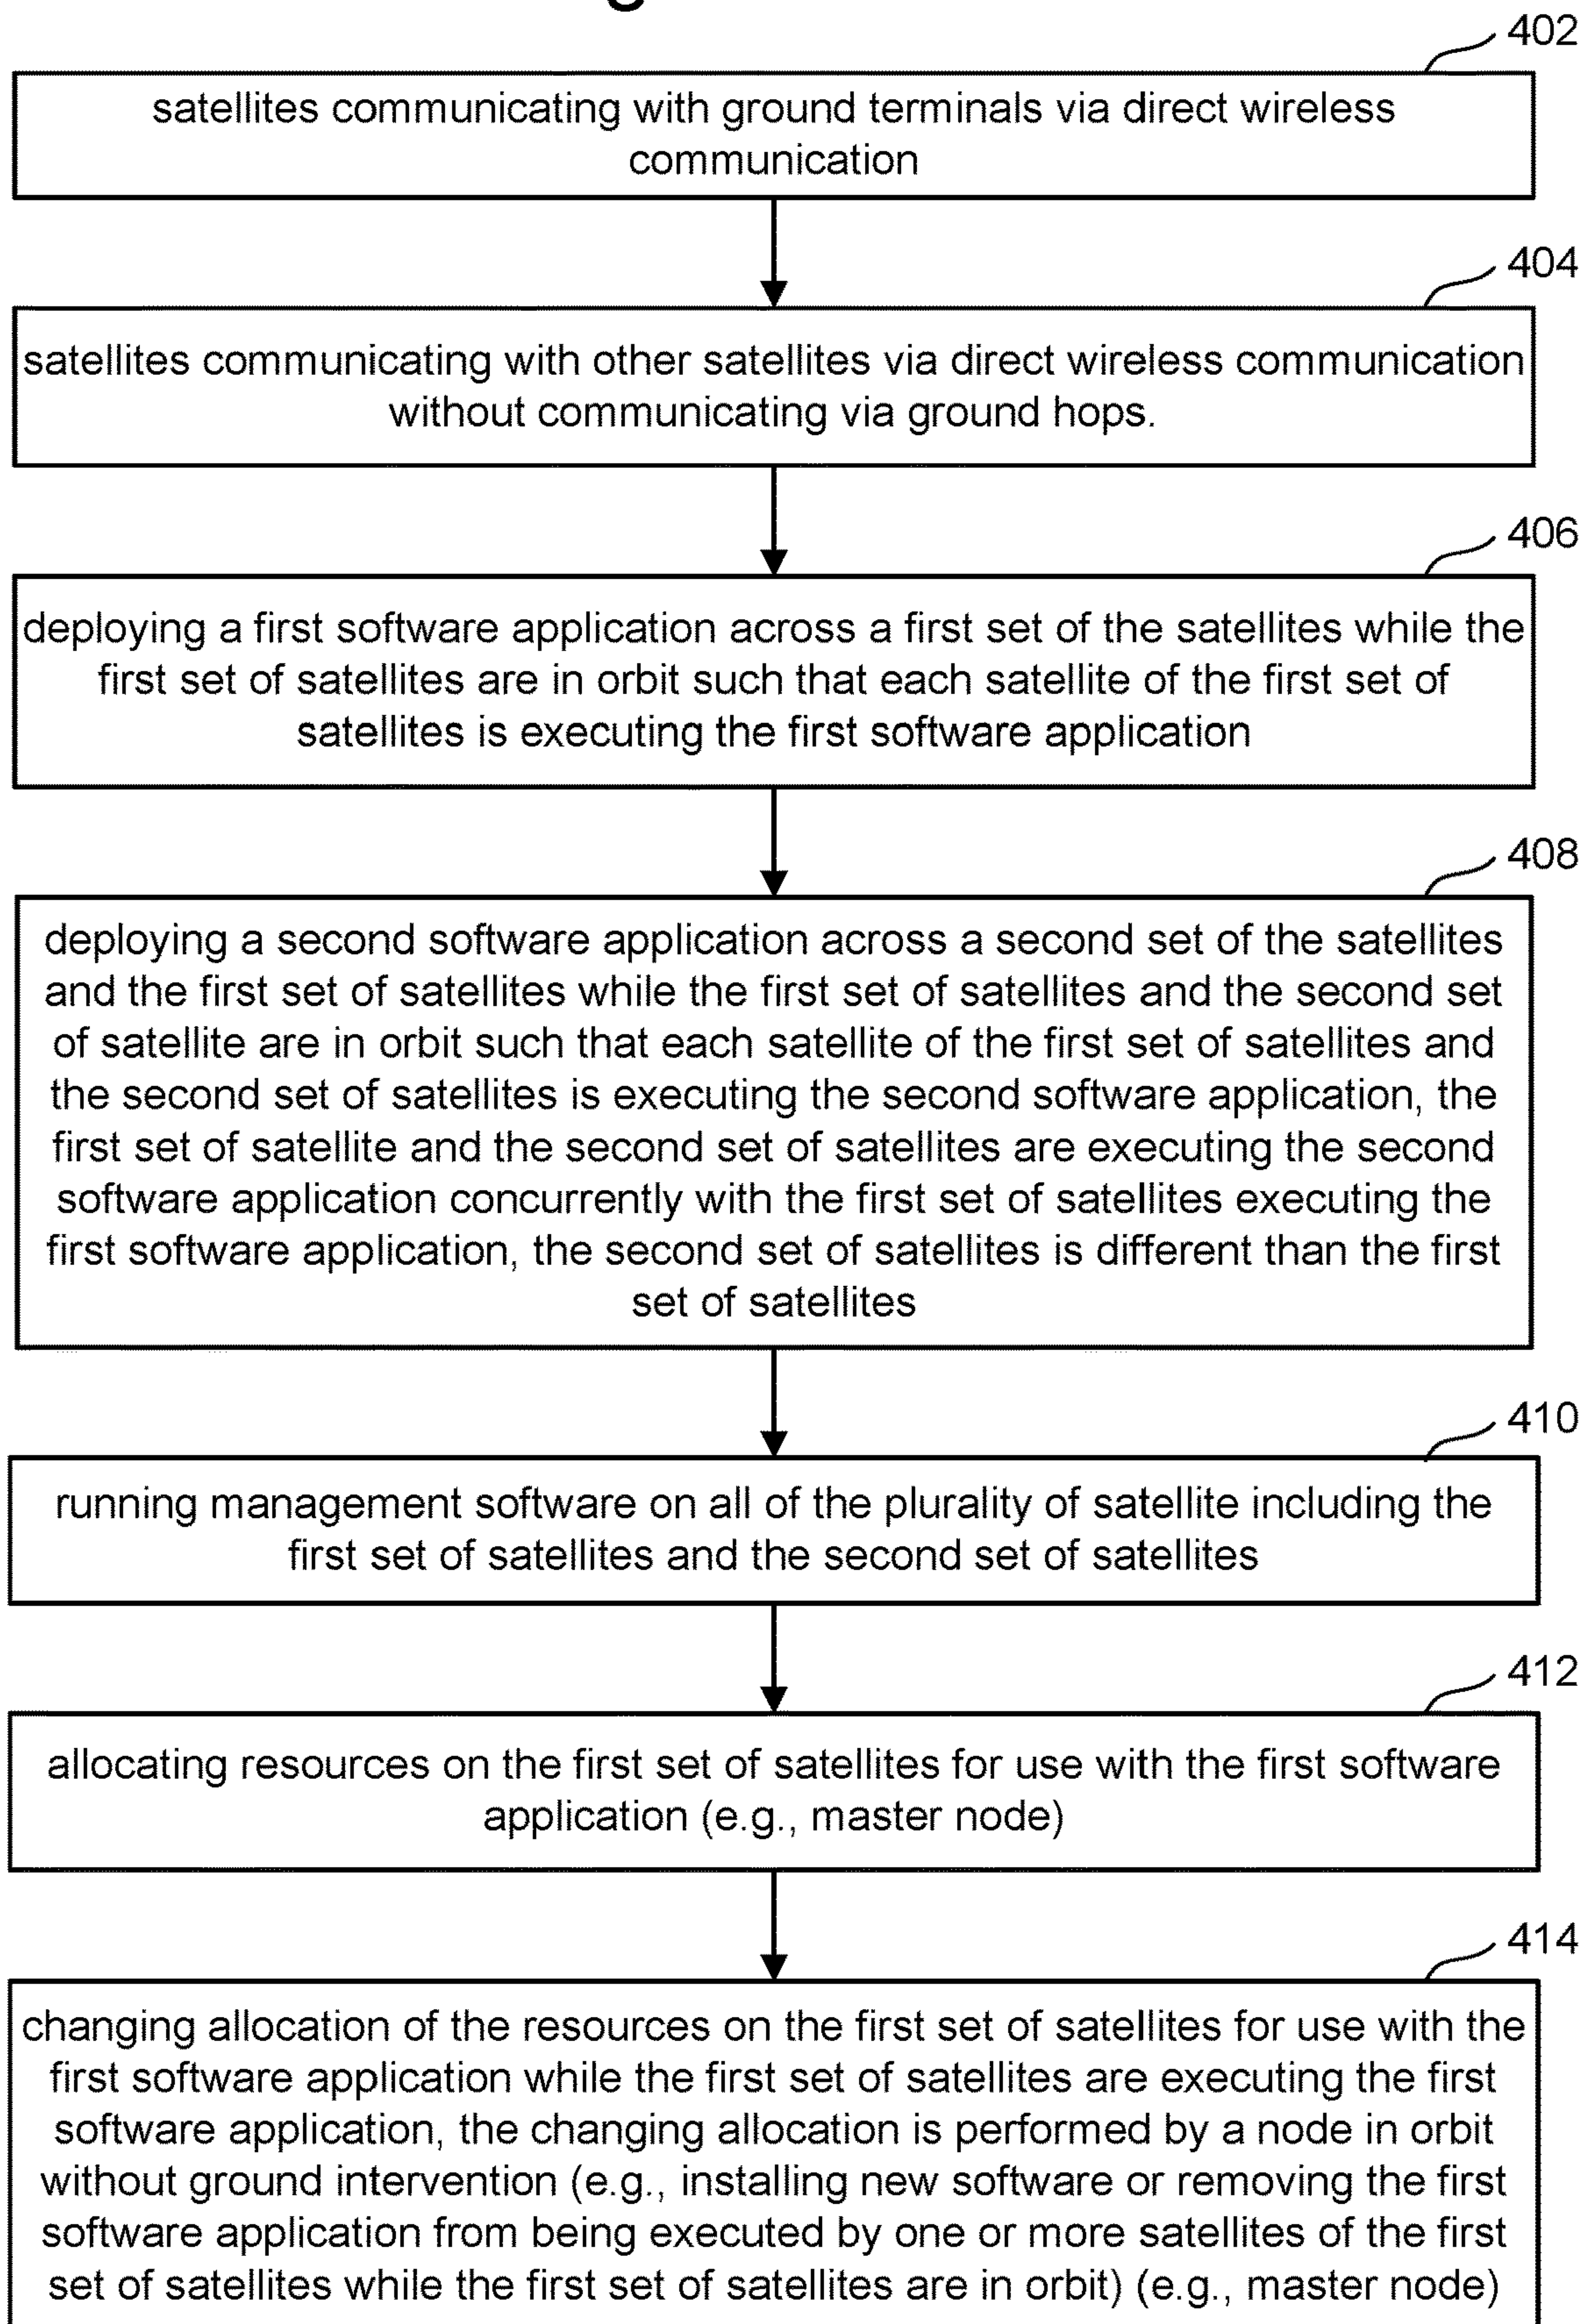 402
satellites communicating with ground terminals via direct wireless
communication
404
satellites communicating with other satellites via direct wireless communication
without communicating via ground hops.
406
deploying a first software application across a first set of the satellites while the
first set of satellites are in orbit such that each satellite of the first set of
satellites is executing the first software application
408
deploying a second software application across a second set of the satellites
and the first set of satellites while the first set of satellites and the second set
of satellite are in orbit such that each satellite of the first set of satellites and
the second set of satellites is executing the second software application, the
first set of satellite and the second set of satellites are executing the second
software application concurrently with the first set of satellites executing the
first software application, the second set of satellites is different than the first
set of satellites
410
running management software on all of the plurality of satellite including the
first set of satellites and the second set of satellites
412
allocating resources on the first set of satellites for use with the first software
application (e.g., master node)
414
changing allocation of the resources on the first set of satellites for use with the
first software application while the first set of satellites are executing the first
software application, the changing allocation is performed by a node in orbit
without ground intervention (e.g., installing new software or removing the first
software application from being executed by one or more satellites of the first
set of satellites while the first set of satellites are in orbit) (e.g., master node)